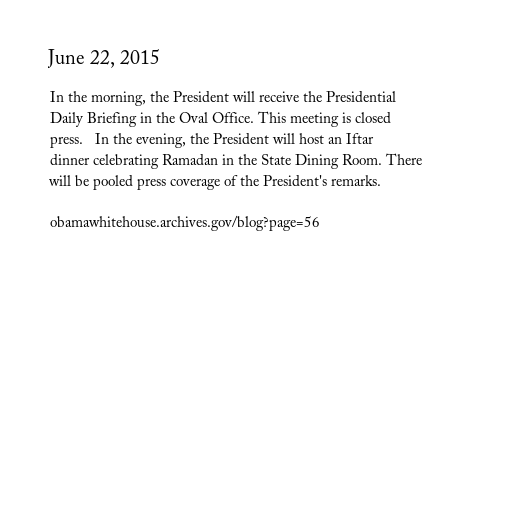 June 22, 2015
In the morning, the President will receive the Presidential
Daily Briefing in the Oval Office. This meeting is closed
press.   In the evening, the President will host an Iftar
dinner celebrating Ramadan in the State Dining Room. There
will be pooled press coverage of the President's remarks.
obamawhitehouse.archives.gov/blog?page=56